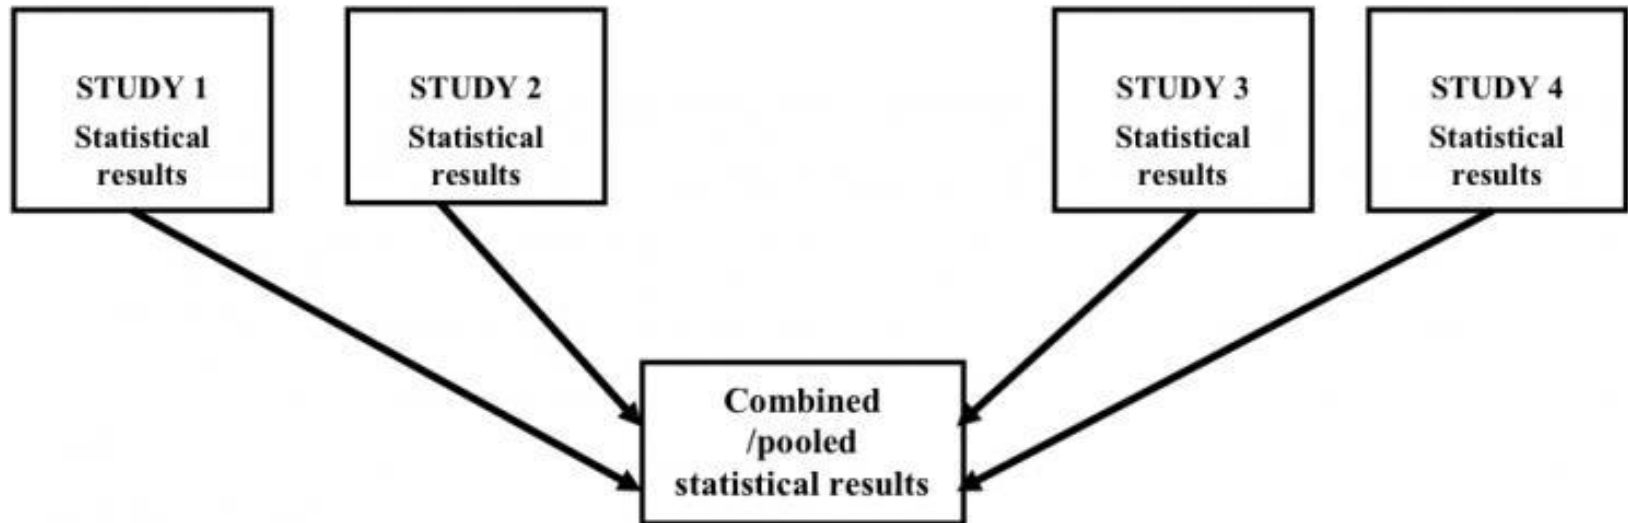 STUDY 1
Statistical
results
STUDY 2
Statistical
results
STUDY 3
Statistical
results
STUDY 4
Statistical
results
Combined
/pooled
statistical results